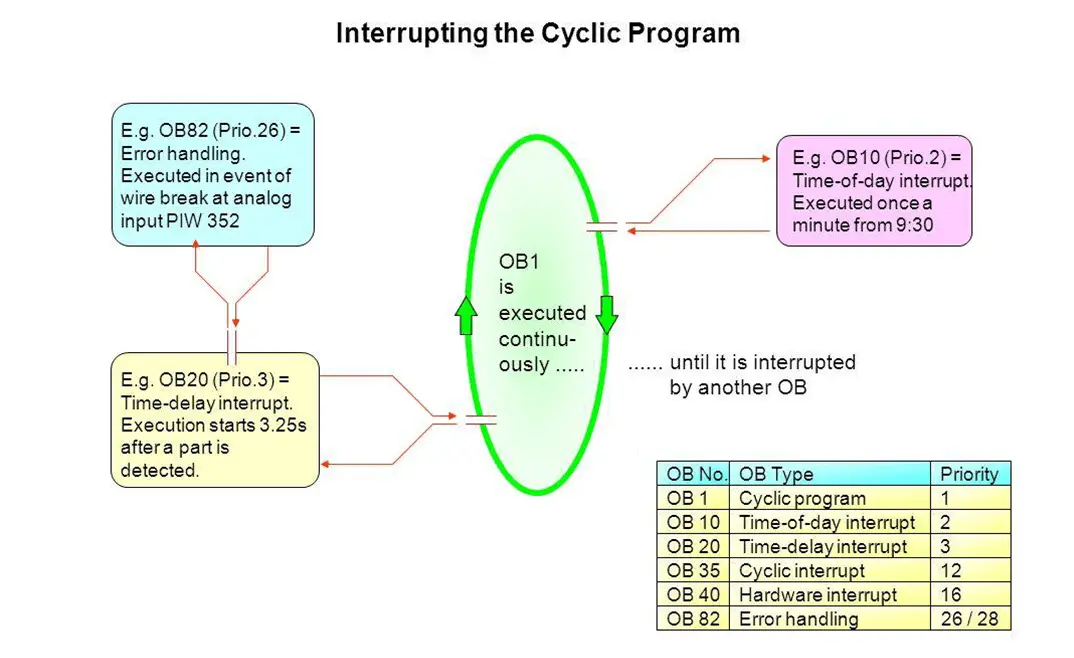 Interrupting the Cyclic Program
E.g. OB82 (Prio.26) =
Error handling.
Executed in event of
wire break at analog
input PIW 352
E.g. OB10 (Prio.2) =
Time-of-day interrupt.
Executed once a
minute from 9:30
OB1
is
executed
continu-
ously .....
...... until it is interrupted
by another OB
E.g. OB20 (Prio.3) =
Time-delay interrupt.
Execution starts 3.25s
after a part is
detected.
OB No. OB Type Priority
OB 1 Cyclic program 1
OB 10 Time-of-day interrupt 2
OB 20 Time-delay interrupt 3
OB 35 Cyclic interrupt 12
OB 40 Hardware interrupt 16
OB 82 Error handling 26 / 28